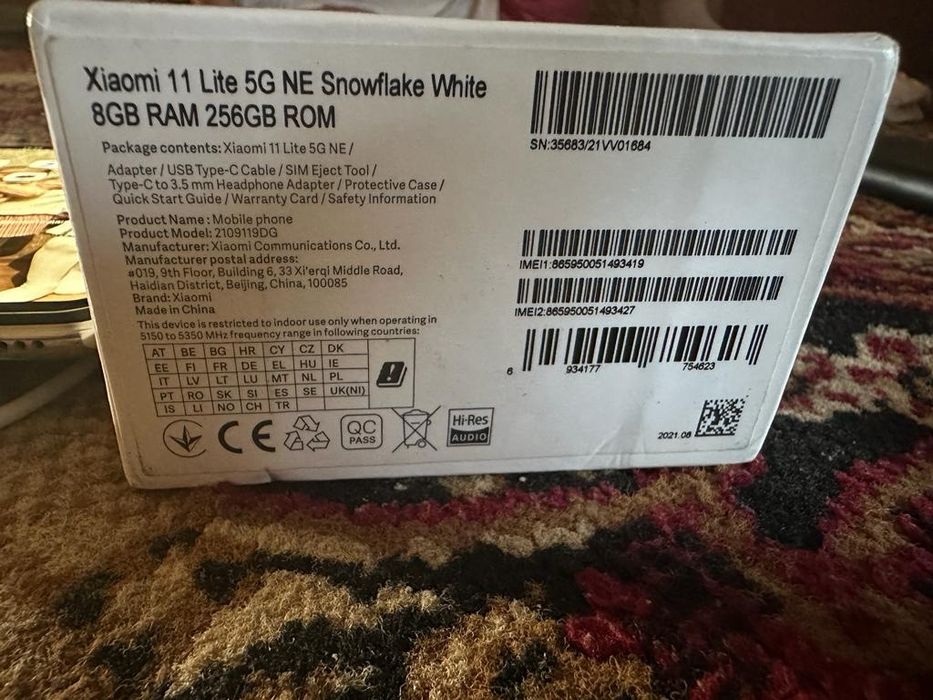 Xiaomi 11 Lite 5G NE Snowflake White
8GB RAM 256GB ROM
Package contents: Xiaomi 11 Lite 5G NE /
Adapter / USB Type-C Cable / SIM Eject Tool /
Type-C to 3.5 mm Headphone Adapter / Protective Case /
Quick Start Guide / Warranty Card / Safety Information
Product Name : Mobile phone
Product Model: 2109119DG
Manufacturer: Xiaomi Communications Co., Ltd.
Manufacturer postal address:
#019, 9th Floor, Building 6, 33 Xi'erqi Middle Road,
Haidian District, Beijing, China, 100085
Brand: Xiaomi
Made in China
This device is restricted to indoor use only when operating in
5150 to 5350 MHz frequency range in following countries:
AT BE BG HR CY CZ DK
EE FI FR DE EL HU IE
IT LV LT LU MT NL PL
PT RO SK SI ES SE UK(NI)
IS LI NO CH TR
CE
QC
PASS
Hi-Res
AUDIO
SN:35683/21VV01684
IMEI1:865950051493419
IMEI2:865950051493427
6 934177 754623
2021.08